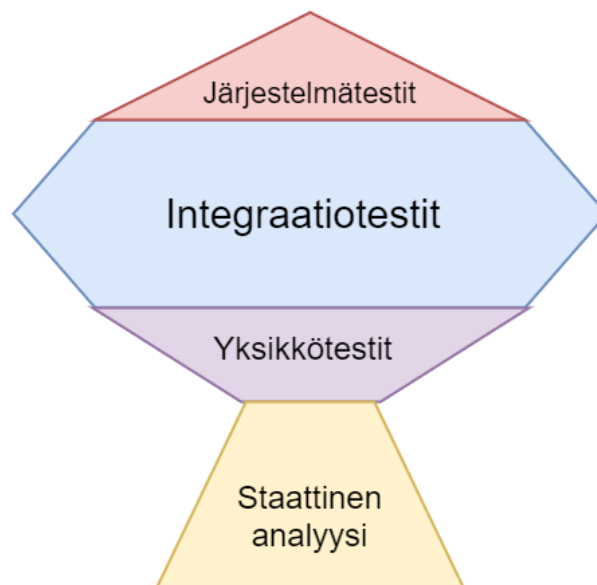 Järjestelmätestit
Integraatiotestit
Yksikkötestit
Staattinen
analyysi